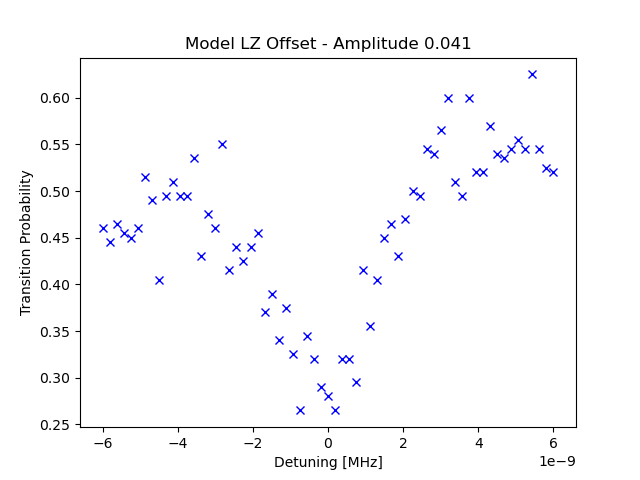 Model LZ Offset - Amplitude 0.041
Transition Probability
0.60
0.55
0.50
0.45
0.40
0.35
0.30
0.25
−6 −4 −2 0 2 4 6
1e−9
Detuning [MHz]